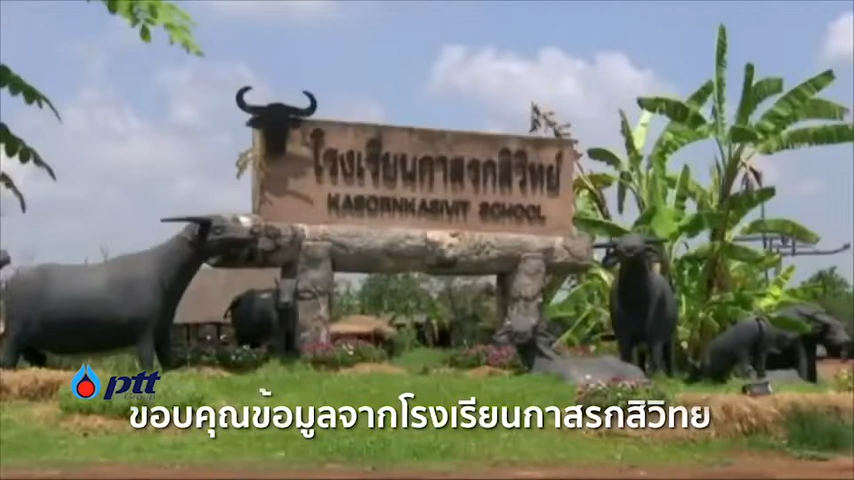 โรงเรียนกาสรกสิวิทย์
KASORNKASIVIT SCHOOL
ptt
Group
ขอบคุณข้อมูลจากโรงเรียนกาสรกสิวิทย